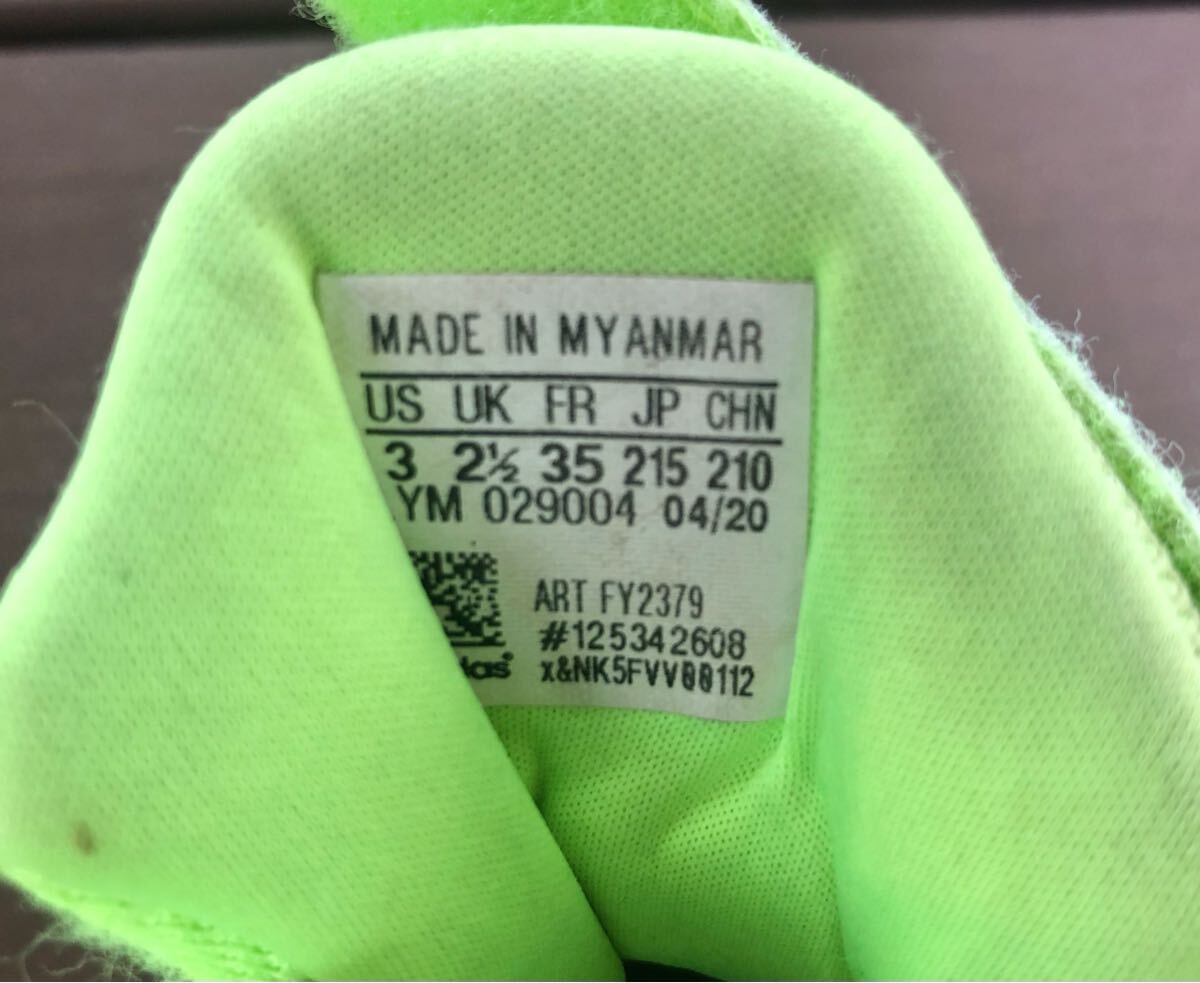 MADE IN MYANMAR
US UK FR JP CHN
3 2½ 35 215 210
YM 029004 04/20
ART FY2379
#125342608
x&NK5FVV00112